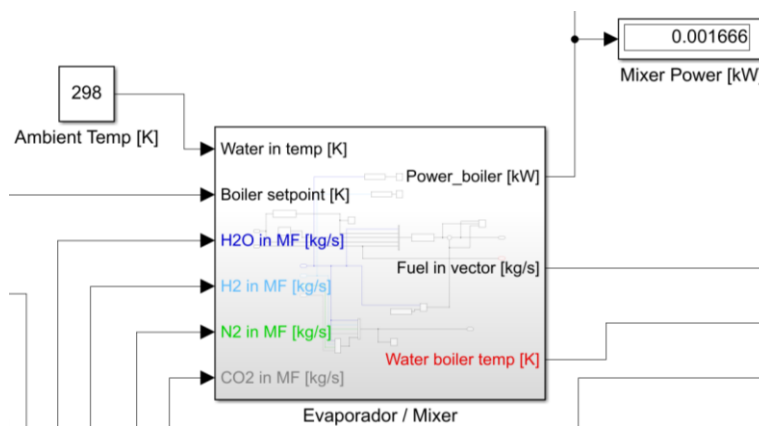 0.001666
Mixer Power [kW]
298
Ambient Temp [K]
Water in temp [K]
Power_boiler [kW]
Boiler setpoint [K]
H2O in MF [kg/s]
Fuel in vector [kg/s]
H2 in MF [kg/s]
N2 in MF [kg/s]
Water boiler temp [K]
CO2 in MF [kg/s]
Evaporador / Mixer